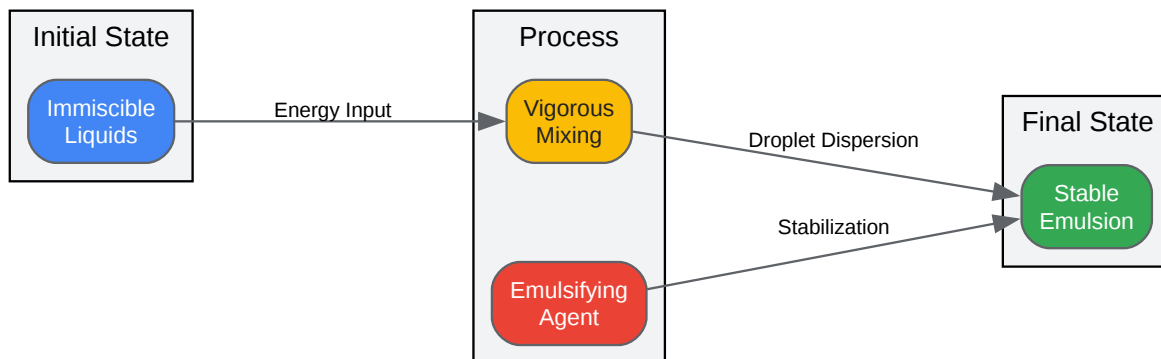 Initial State
Immiscible
Liquids
Energy Input
Process
Vigorous
Mixing
Emulsifying
Agent
Droplet Dispersion
Stabilization
Final State
Stable
Emulsion